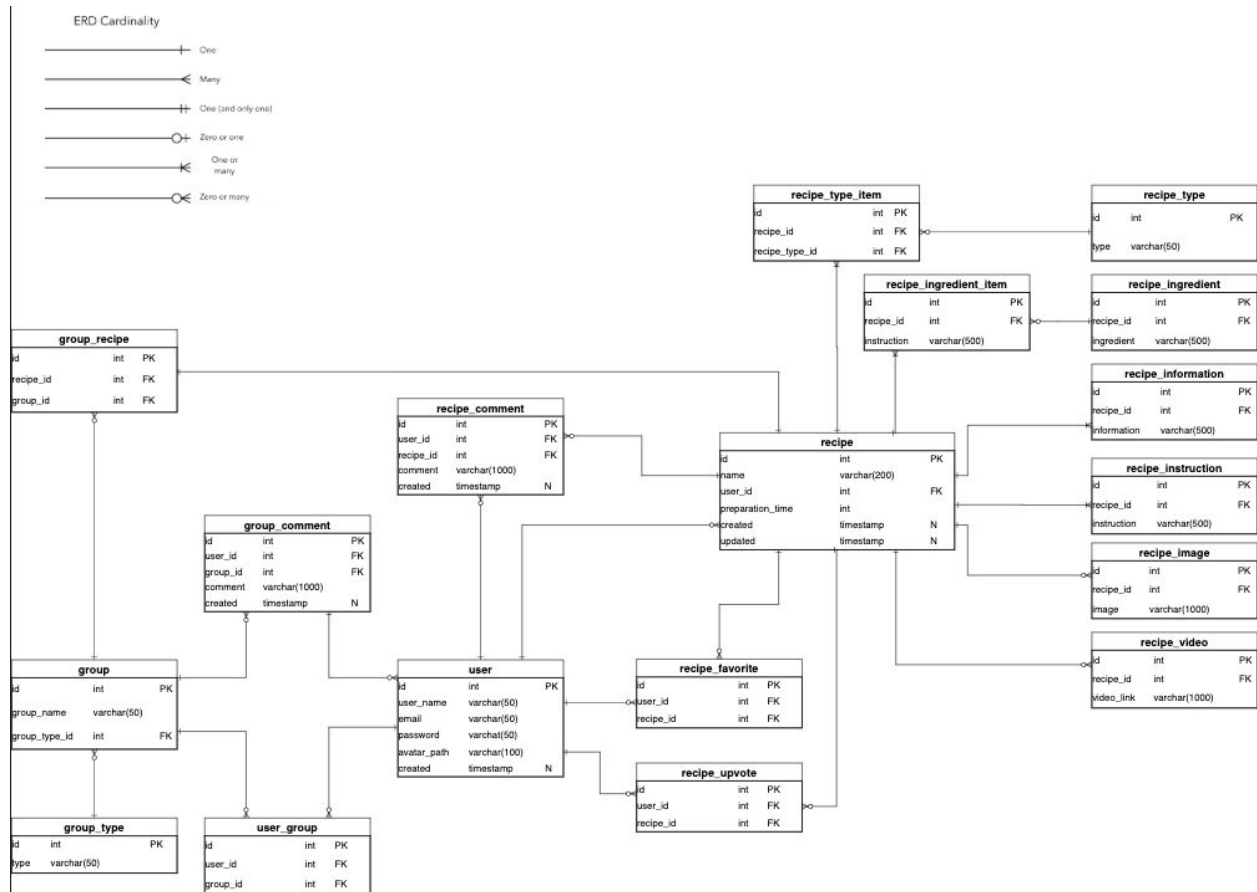 ERD Cardinality
One
Many
One (and only one)
Zero or one
One or
many
Zero or many
recipe_type_item
id int PK
recipe_id int FK
recipe_type_id int FK
recipe_type
id int PK
type varchar(50)
recipe_ingredient_item
id int PK
recipe_id int FK
instruction varchar(500)
recipe_ingredient
id int PK
recipe_id int FK
ingredient varchar(500)
group_recipe
id int PK
recipe_id int FK
group_id int FK
recipe_information
id int PK
recipe_id int FK
information varchar(500)
recipe_comment
id int PK
user_id int FK
recipe_id int FK
comment varchar(1000)
created timestamp N
recipe
id int PK
name varchar(200)
user_id int FK
preparation_time int
created timestamp N
updated timestamp N
recipe_instruction
id int PK
recipe_id int FK
instruction varchar(500)
group_comment
id int PK
user_id int FK
group_id int FK
comment varchar(1000)
created timestamp N
recipe_image
id int PK
recipe_id int FK
image varchar(1000)
recipe_video
id int PK
recipe_id int FK
video_link varchar(1000)
group
id int PK
group_name varchar(50)
group_type_id int FK
user
id int PK
user_name varchar(50)
email varchar(50)
password varchat(50)
avatar_path varchar(100)
created timestamp N
recipe_favorite
id int PK
user_id int FK
recipe_id int FK
recipe_upvote
id int PK
user_id int FK
recipe_id int FK
group_type
id int PK
type varchar(50)
user_group
id int PK
user_id int FK
group_id int FK